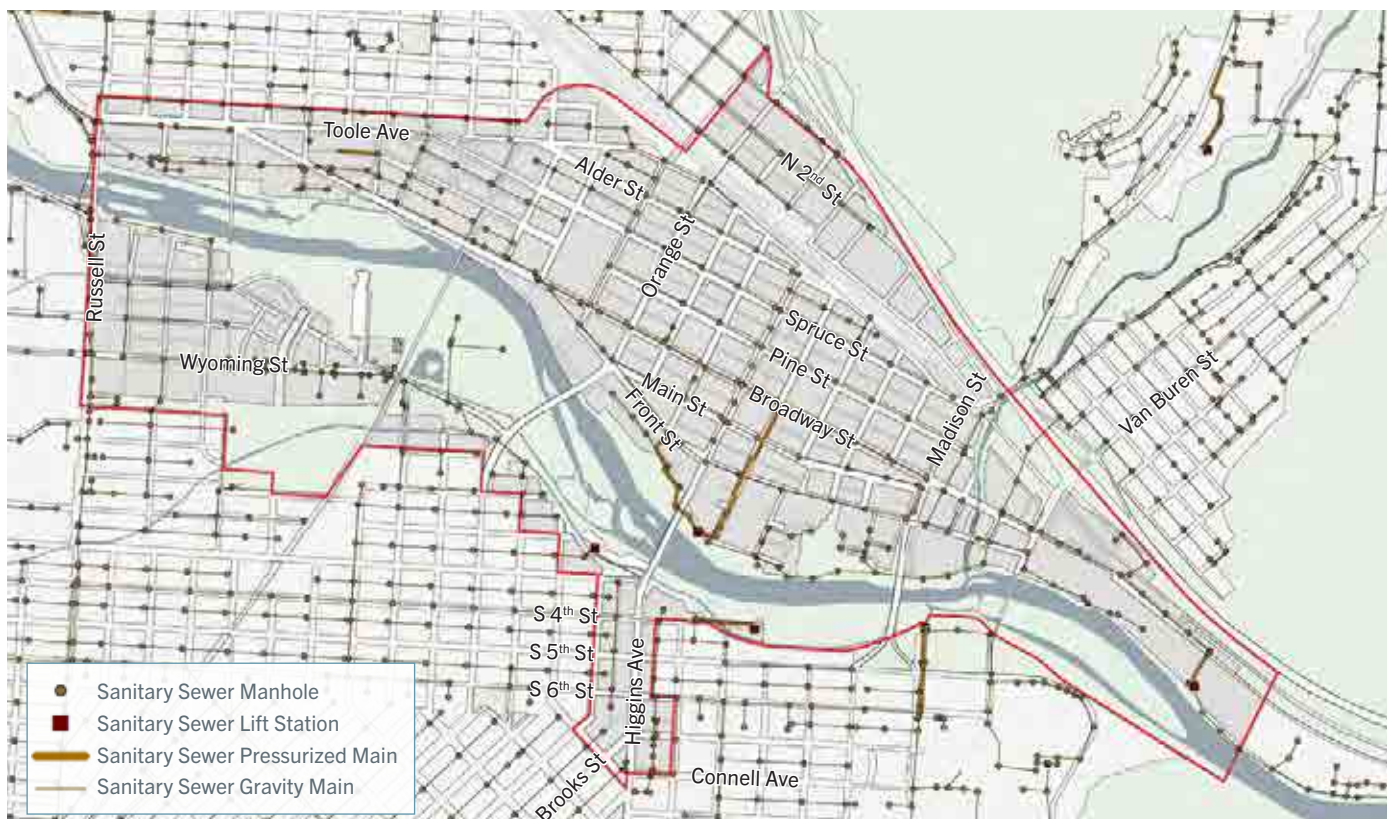 Toole Ave
Alder St
N 2nd St
Orange St
Russell St
Wyoming St
Spruce St
Pine St
Main St
Broadway St
Front St
Madison St
Van Buren St
S 4th St
S 5th St
S 6th St
Higgins Ave
Brooks St
Connell Ave
Sanitary Sewer Manhole
Sanitary Sewer Lift Station
Sanitary Sewer Pressurized Main
Sanitary Sewer Gravity Main